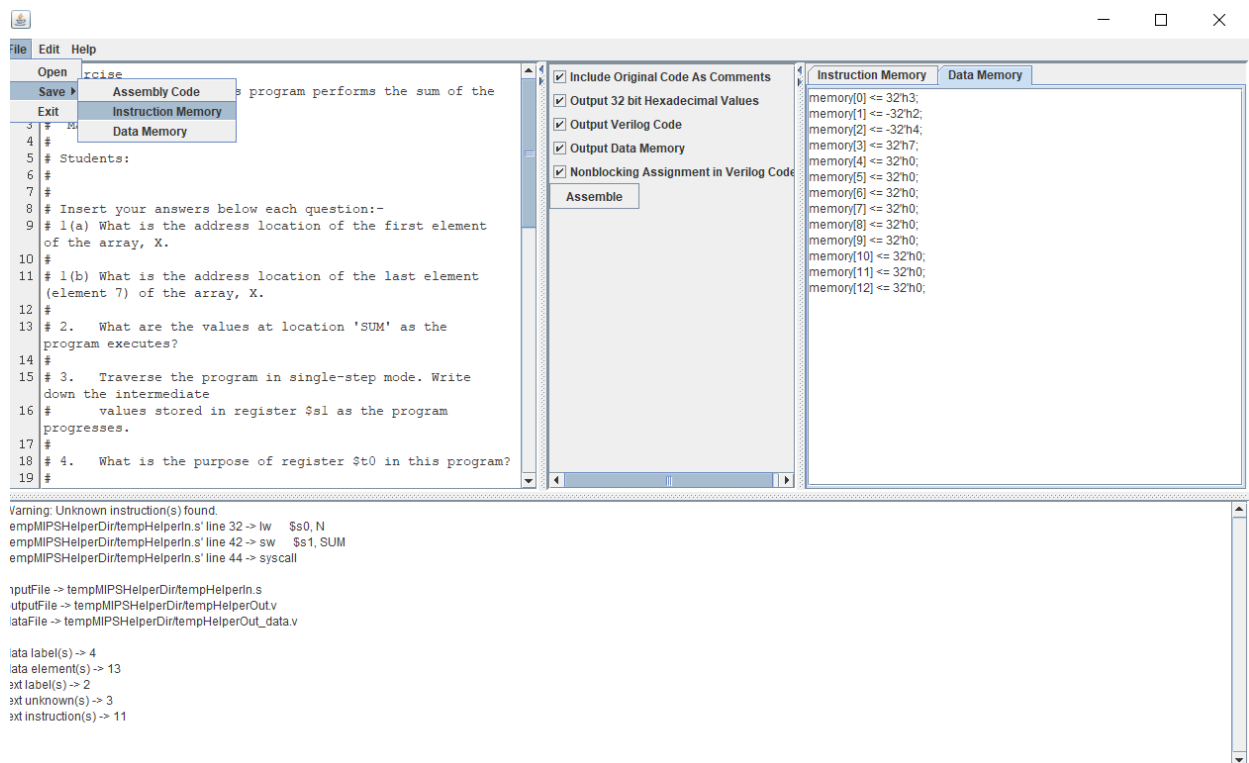 File Edit Help
Open
Save
Exit
Assembly Code
Instruction Memory
Data Memory
rcise
s program performs the sum of the
3 # Ma
4 #
5 # Students:
6 #
7 #
8 # Insert your answers below each question:-
9 # 1(a) What is the address location of the first element
of the array, X.
10 #
11 # 1(b) What is the address location of the last element
(element 7) of the array, X.
12 #
13 # 2. What are the values at location 'SUM' as the
program executes?
14 #
15 # 3. Traverse the program in single-step mode. Write
down the intermediate
16 # values stored in register $s1 as the program
progresses.
17 #
18 # 4. What is the purpose of register $t0 in this program?
19 #
Include Original Code As Comments
Output 32 bit Hexadecimal Values
Output Verilog Code
Output Data Memory
Nonblocking Assignment in Verilog Code
Assemble
Instruction Memory Data Memory
memory[0] <= 32'h3;
memory[1] <= -32'h2;
memory[2] <= -32'h4;
memory[3] <= 32'h7;
memory[4] <= 32'h0;
memory[5] <= 32'h0;
memory[6] <= 32'h0;
memory[7] <= 32'h0;
memory[8] <= 32'h0;
memory[9] <= 32'h0;
memory[10] <= 32'h0;
memory[11] <= 32'h0;
memory[12] <= 32'h0;
Warning: Unknown instruction(s) found.
tempMIPSHelperDir/tempHelperIn.s' line 32 -> lw $s0, N
tempMIPSHelperDir/tempHelperIn.s' line 42 -> sw $s1, SUM
tempMIPSHelperDir/tempHelperIn.s' line 44 -> syscall
nputFile -> tempMIPSHelperDir/tempHelperIn.s
utputFile -> tempMIPSHelperDir/tempHelperOut.v
dataFile -> tempMIPSHelperDir/tempHelperOut_data.v
data label(s) -> 4
data element(s) -> 13
ext label(s) -> 2
ext unknown(s) -> 3
ext instruction(s) -> 11